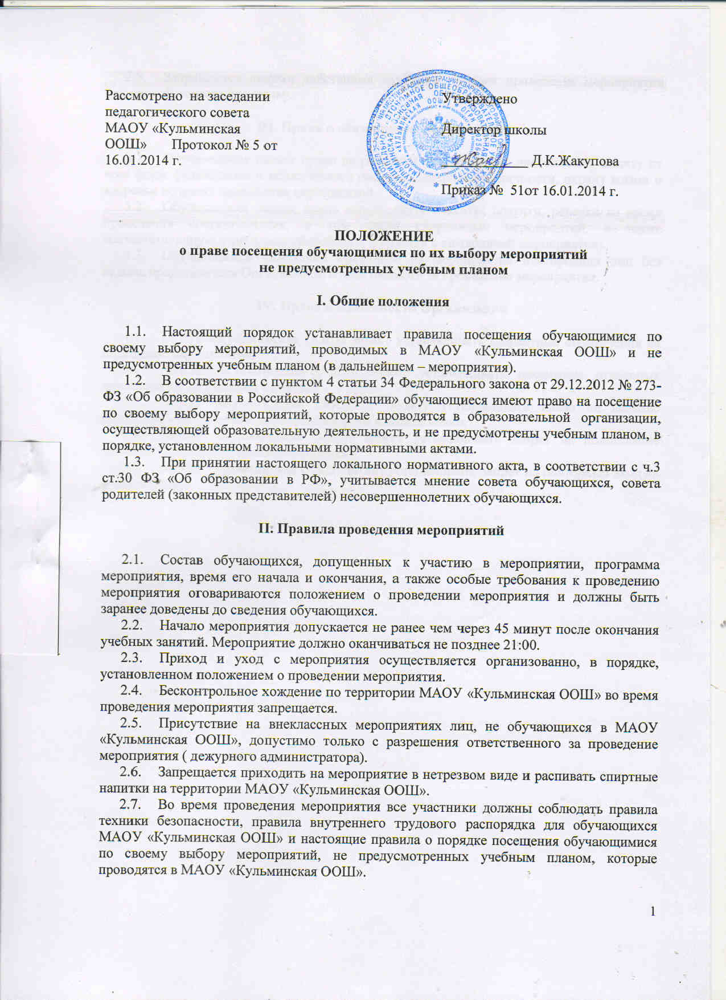 Рассмотрено на заседании
педагогического совета
МАОУ «Кульминская
ООШ» Протокол № 5 от
16.01.2014 г.
Утверждено
Директор школы
Д.К.Жакупова
Приказ № 51от 16.01.2014 г.
ПОЛОЖЕНИЕ
о праве посещения обучающимися по их выбору мероприятий
не предусмотренных учебным планом
I. Общие положения
1.1. Настоящий порядок устанавливает правила посещения обучающимися по
своему выбору мероприятий, проводимых в МАОУ «Кульминская ООШ» и не
предусмотренных учебным планом (в дальнейшем – мероприятия).
1.2. В соответствии с пунктом 4 статьи 34 Федерального закона от 29.12.2012 № 273-
ФЗ «Об образовании в Российской Федерации» обучающиеся имеют право на посещение
по своему выбору мероприятий, которые проводятся в образовательной организации,
осуществляющей образовательную деятельность, и не предусмотрены учебным планом, в
порядке, установленном локальными нормативными актами.
1.3. При принятии настоящего локального нормативного акта, в соответствии с ч.3
ст.30 ФЗ «Об образовании в РФ», учитывается мнение совета обучающихся, совета
родителей (законных представителей) несовершеннолетних обучающихся.
II. Правила проведения мероприятий
2.1. Состав обучающихся, допущенных к участию в мероприятии, программа
мероприятия, время его начала и окончания, а также особые требования к проведению
мероприятия оговариваются положением о проведении мероприятия и должны быть
заранее доведены до сведения обучающихся.
2.2. Начало мероприятия допускается не ранее чем через 45 минут после окончания
учебных занятий. Мероприятие должно оканчиваться не позднее 21:00.
2.3. Приход и уход с мероприятия осуществляется организованно, в порядке,
установленном положением о проведении мероприятия.
2.4. Бесконтрольное хождение по территории МАОУ «Кульминская ООШ» во время
проведения мероприятия запрещается.
2.5. Присутствие на внеклассных мероприятиях лиц, не обучающихся в МАОУ
«Кульминская ООШ», допустимо только с разрешения ответственного за проведение
мероприятия ( дежурного администратора).
2.6. Запрещается приходить на мероприятие в нетрезвом виде и распивать спиртные
напитки на территории МАОУ «Кульминская ООШ».
2.7. Во время проведения мероприятия все участники должны соблюдать правила
техники безопасности, правила внутреннего трудового распорядка для обучающихся
МАОУ «Кульминская ООШ» и настоящие правила о порядке посещения обучающимися
по своему выбору мероприятий, не предусмотренных учебным планом, которые
проводятся в МАОУ «Кульминская ООШ».
1